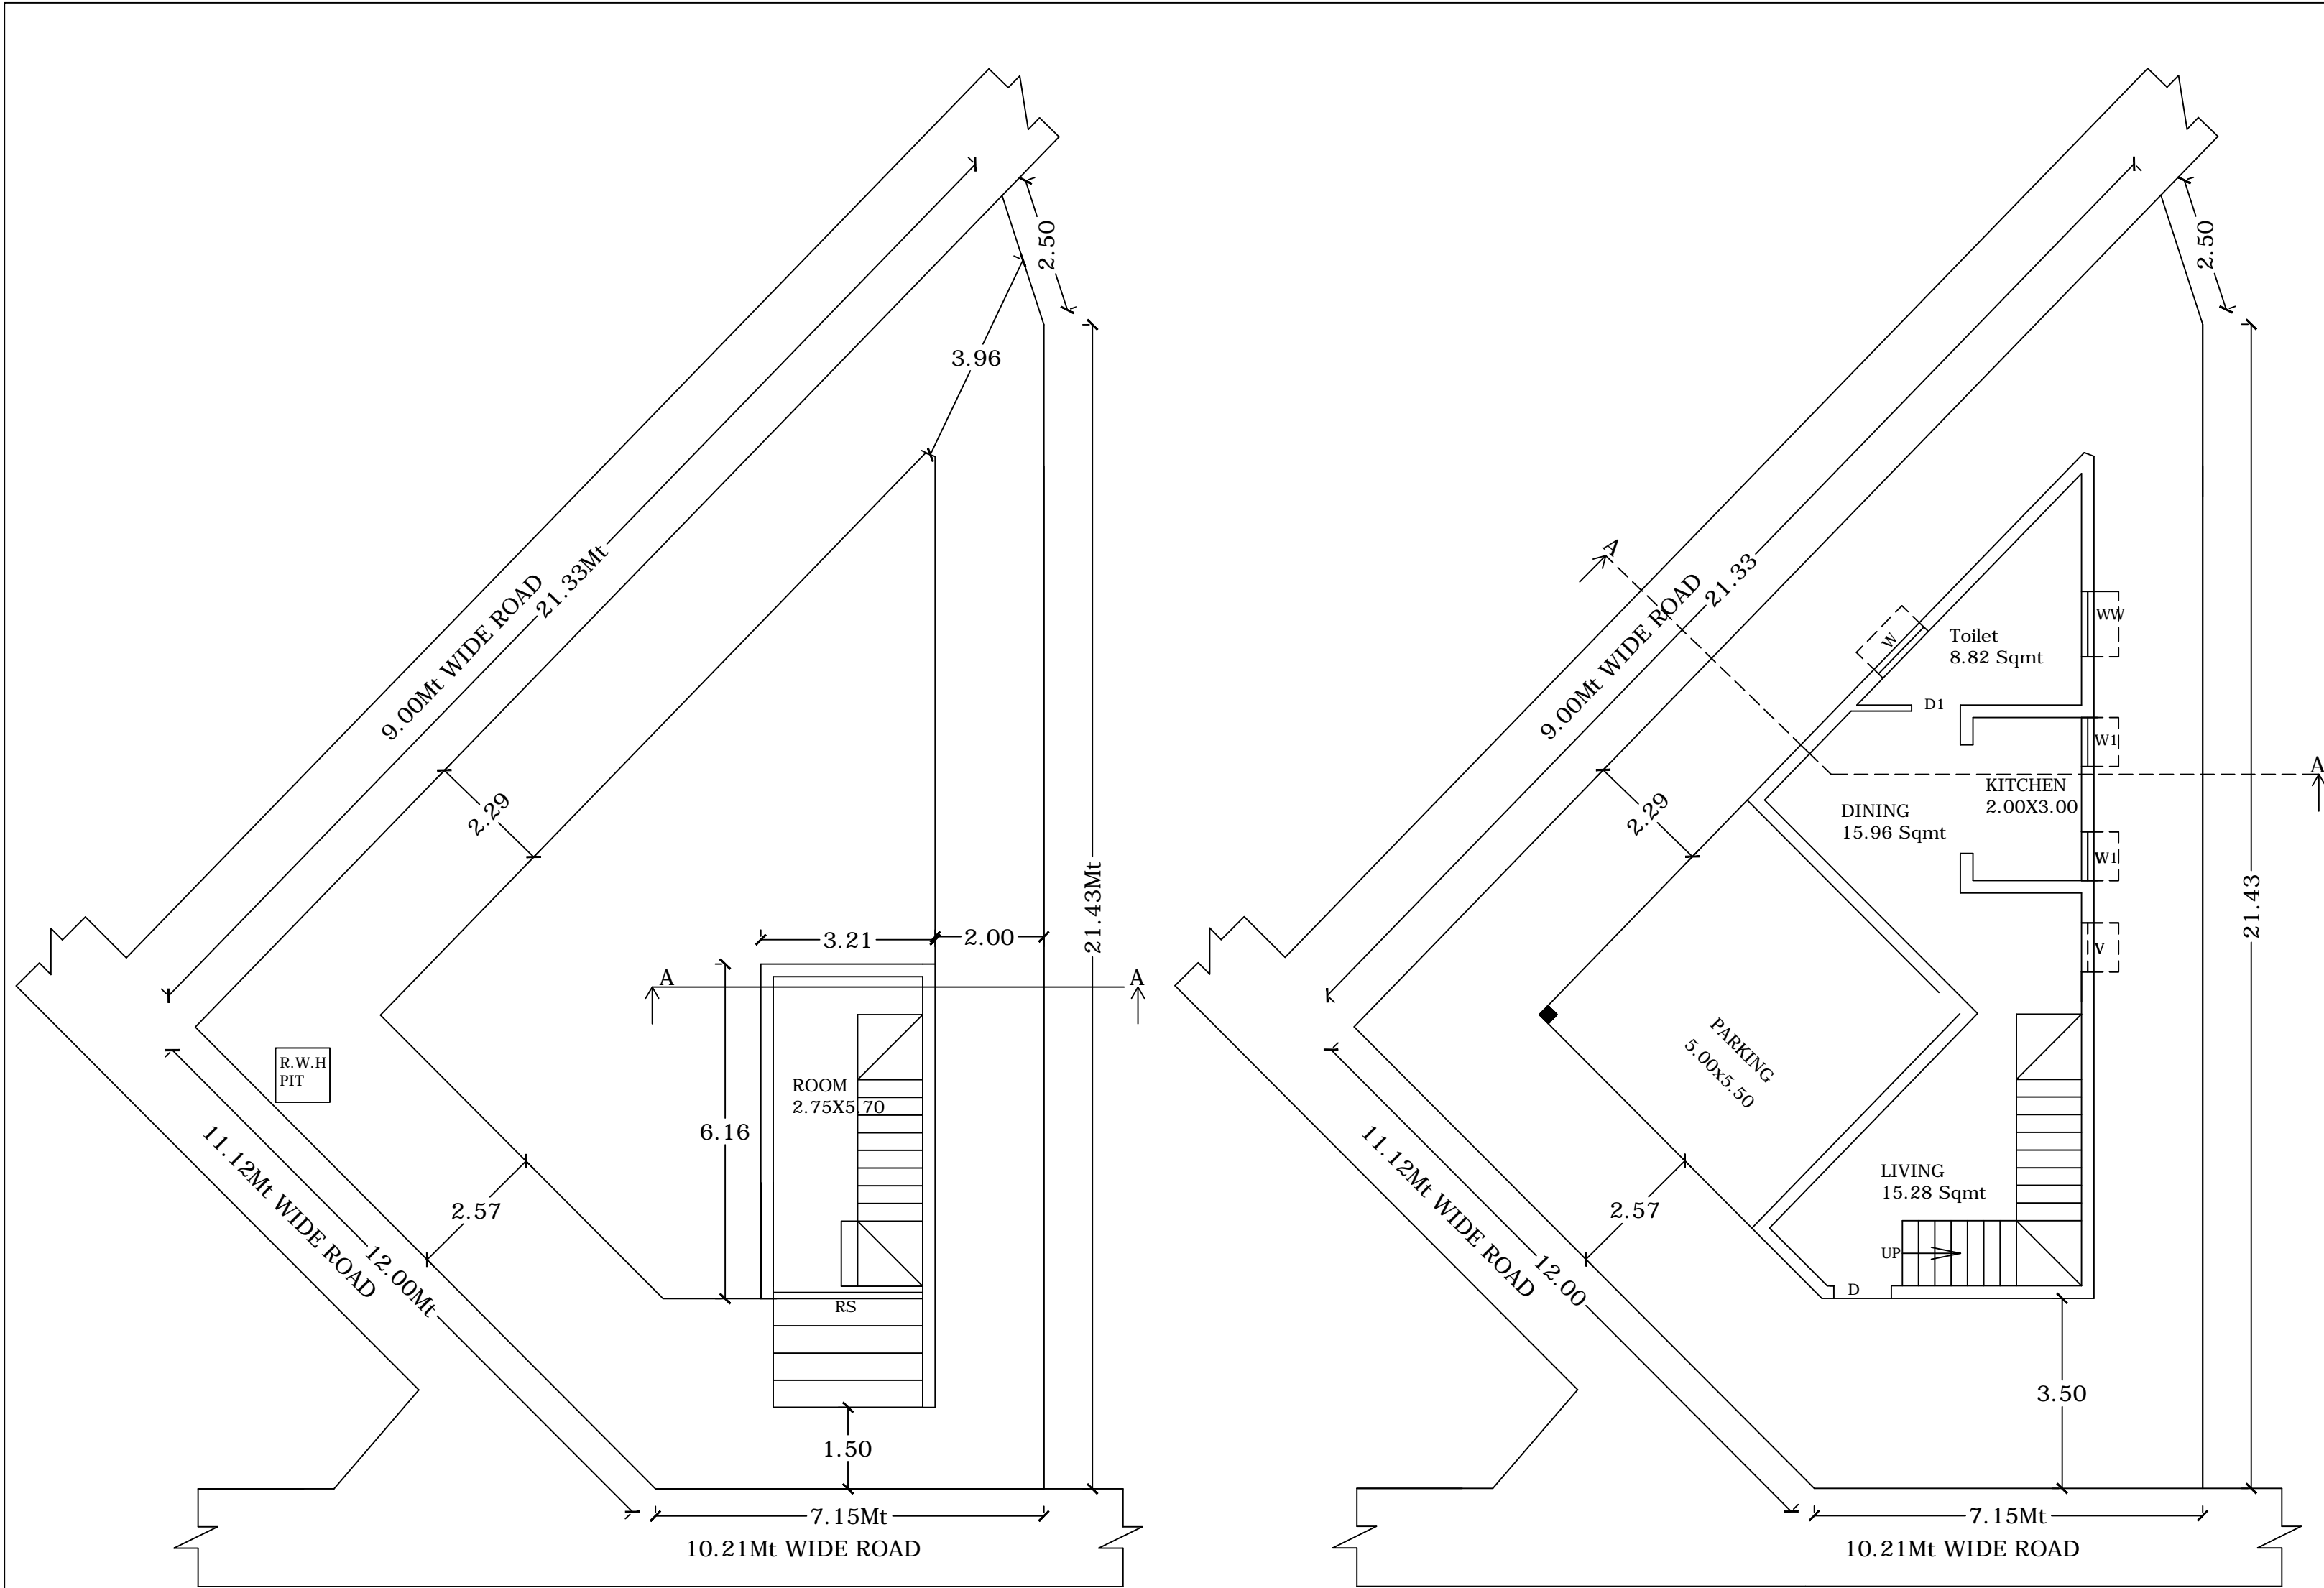 2.50
3.96
9.00Mt WIDE ROAD
21.33Mt
2.29
21.43Mt
3.21
2.00
A
A
R.W.H
PIT
ROOM
2.75X5.70
6.16
11.12Mt WIDE ROAD
12.00Mt
2.57
RS
1.50
7.15Mt
10.21Mt WIDE ROAD
2.50
A
9.00Mt WIDE ROAD
21.33
WW
W
Toilet
8.82 Sqmt
D1
W1
A
KITCHEN
2.00X3.00
DINING
15.96 Sqmt
2.29
W1
21.43
V
PARKING
5.00x5.50
11.12Mt WIDE ROAD
12.00
LIVING
15.28 Sqmt
2.57
UP
D
3.50
7.15Mt
10.21Mt WIDE ROAD